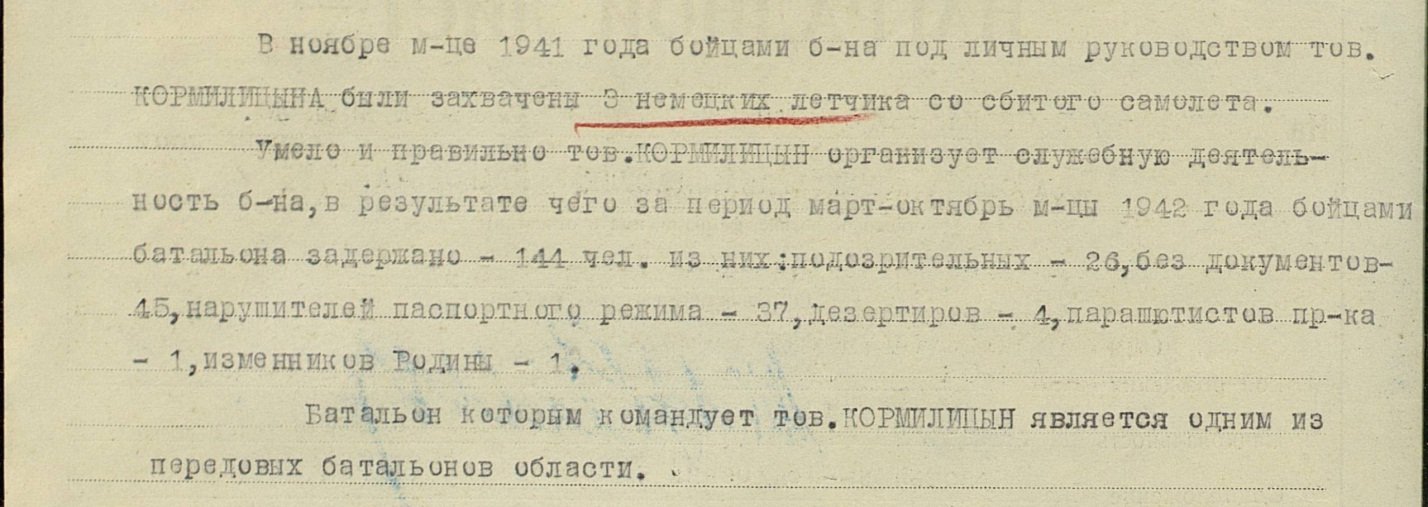 В ноябре м-це 1941 года бойцами б-на под личным руководством тов.
КОРМИЛИЦЫНА были захвачены 3 немецких летчика со сбитого самолета.
Умело и правильно тов.КОРМИЛИЦЫН организует служебную деятель-
ность б-на,в результате чего за период март-октябрь м-цы 1942 года бойцами
батальона задержано - 144 чел. из них:подозрительных - 26,без документов-
45,нарушителей паспортного режима - 37,дезертиров - 4,парашютистов пр-ка
- 1,изменников Родины - 1.
Батальон которым командует тов.КОРМИЛИЦЫН является одним из
передовых батальонов области.